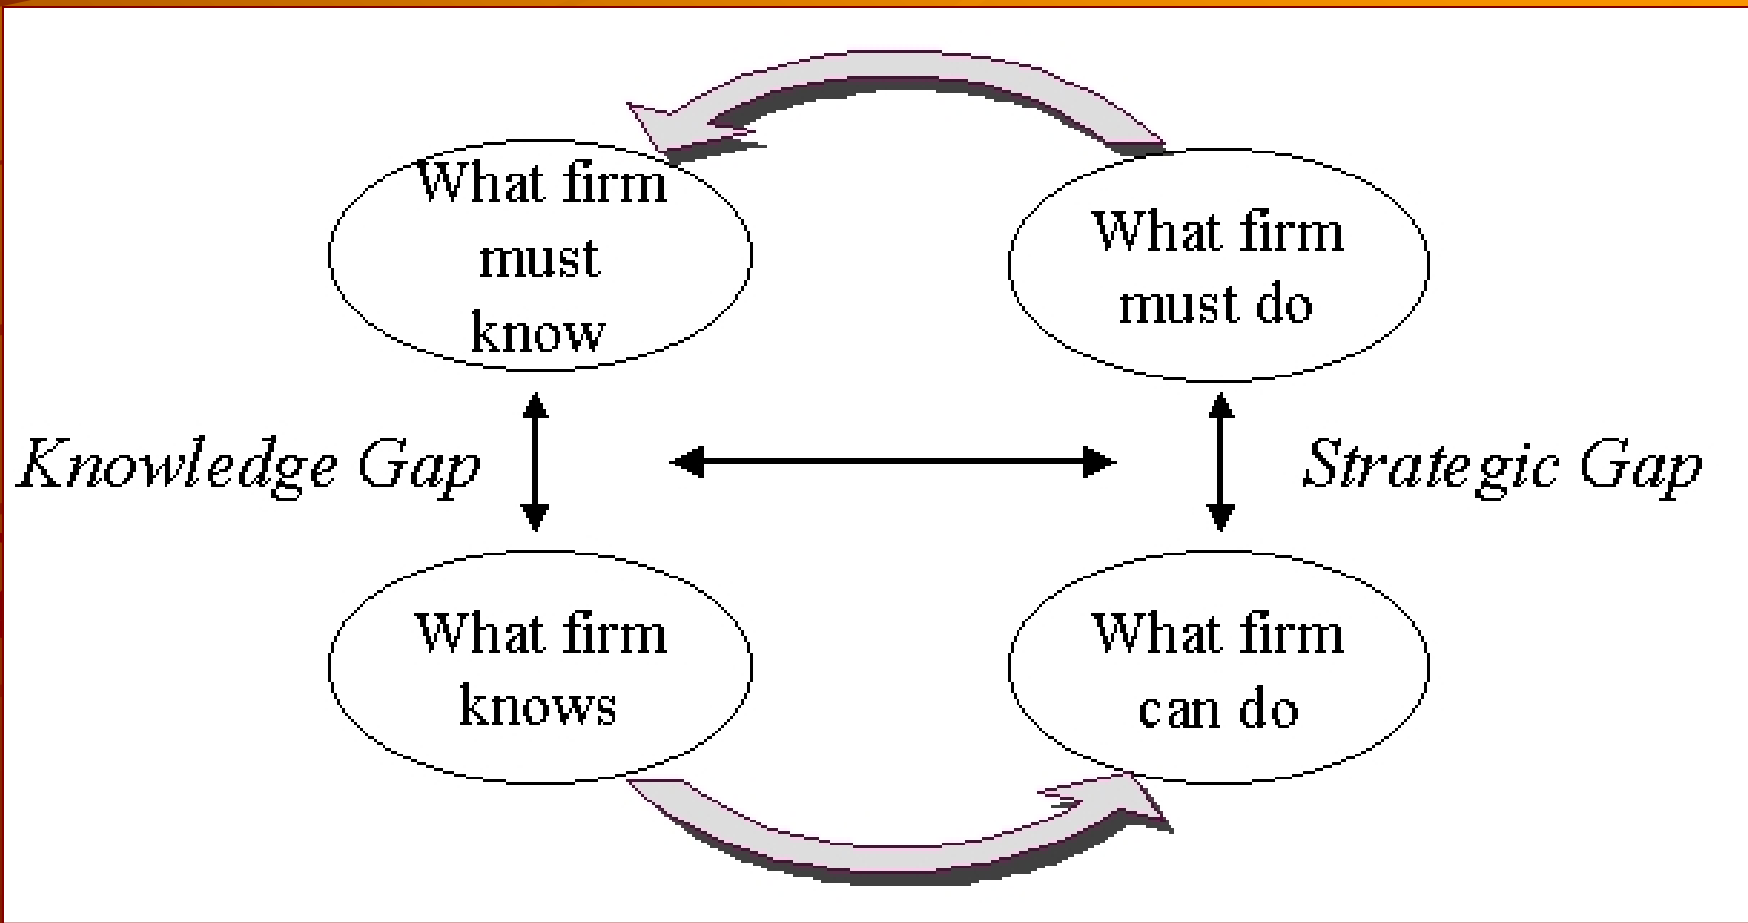 What firm
must
know
What firm
must do
Knowledge Gap
Strategic Gap
What firm
knows
What firm
can do